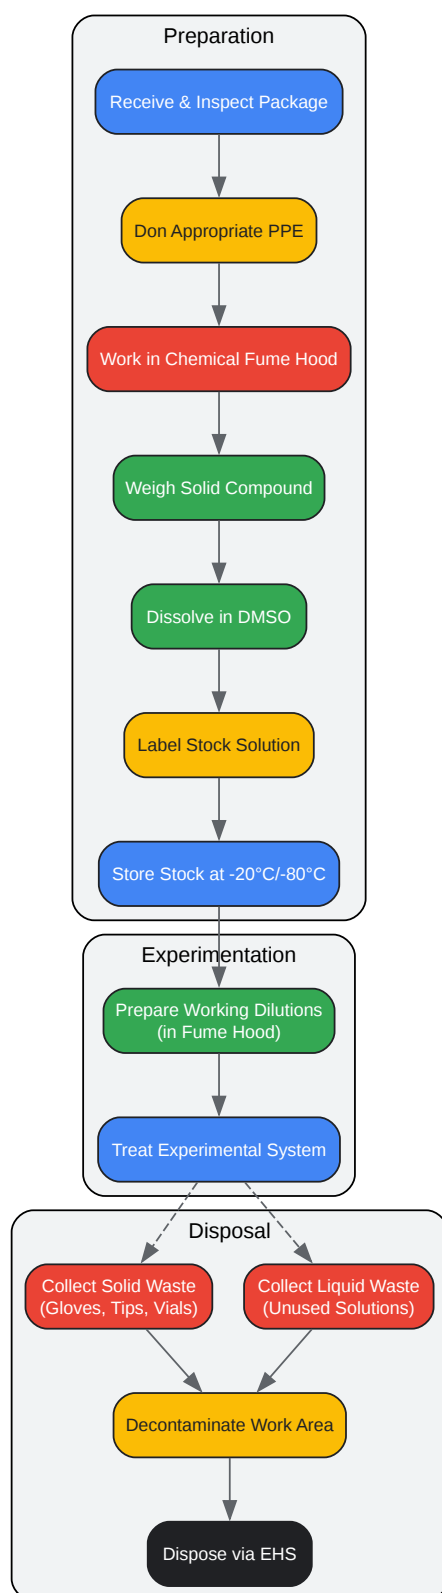 Preparation
Receive & Inspect Package
Don Appropriate PPE
Work in Chemical Fume Hood
Weigh Solid Compound
Dissolve in DMSO
Label Stock Solution
Store Stock at -20°C/-80°C
Experimentation
Prepare Working Dilutions
(in Fume Hood)
Treat Experimental System
Disposal
Collect Solid Waste
(Gloves, Tips, Vials)
Collect Liquid Waste
(Unused Solutions)
Decontaminate Work Area
Dispose via EHS